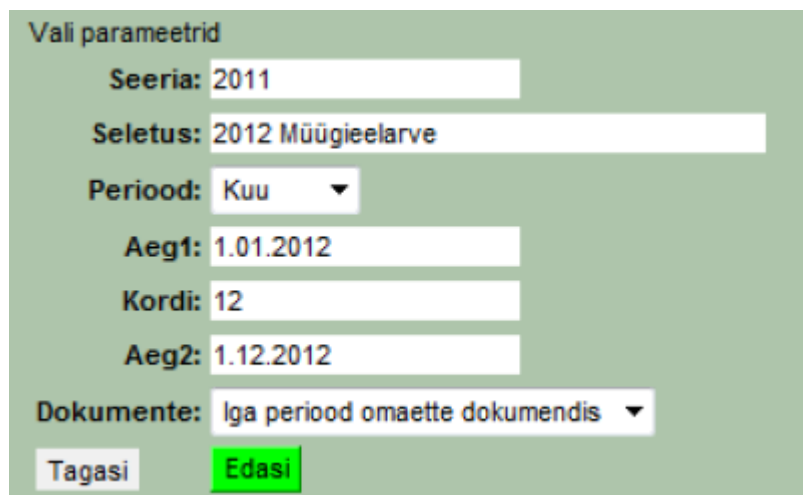 Vali parameetrid
Seeria: 2011
Seletus: 2012 Müügieelarve
Periood: Kuu
Aeg1: 1.01.2012
Kordi: 12
Aeg2: 1.12.2012
Dokumente: Iga periood omaette dokumendis
Tagasi Edasi